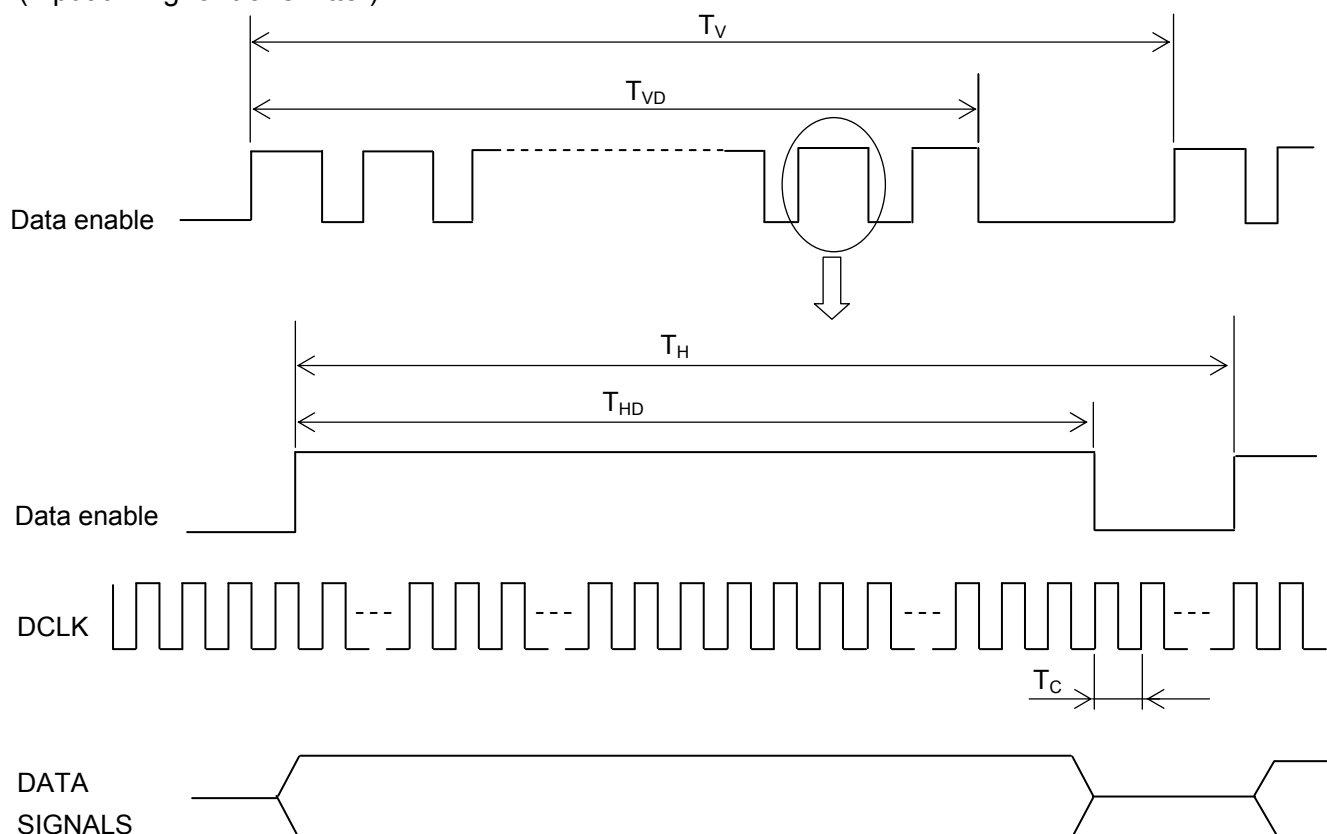 T_V
T_VD
Data enable
T_H
T_HD
Data enable
DCLK
T_C
DATA
SIGNALS